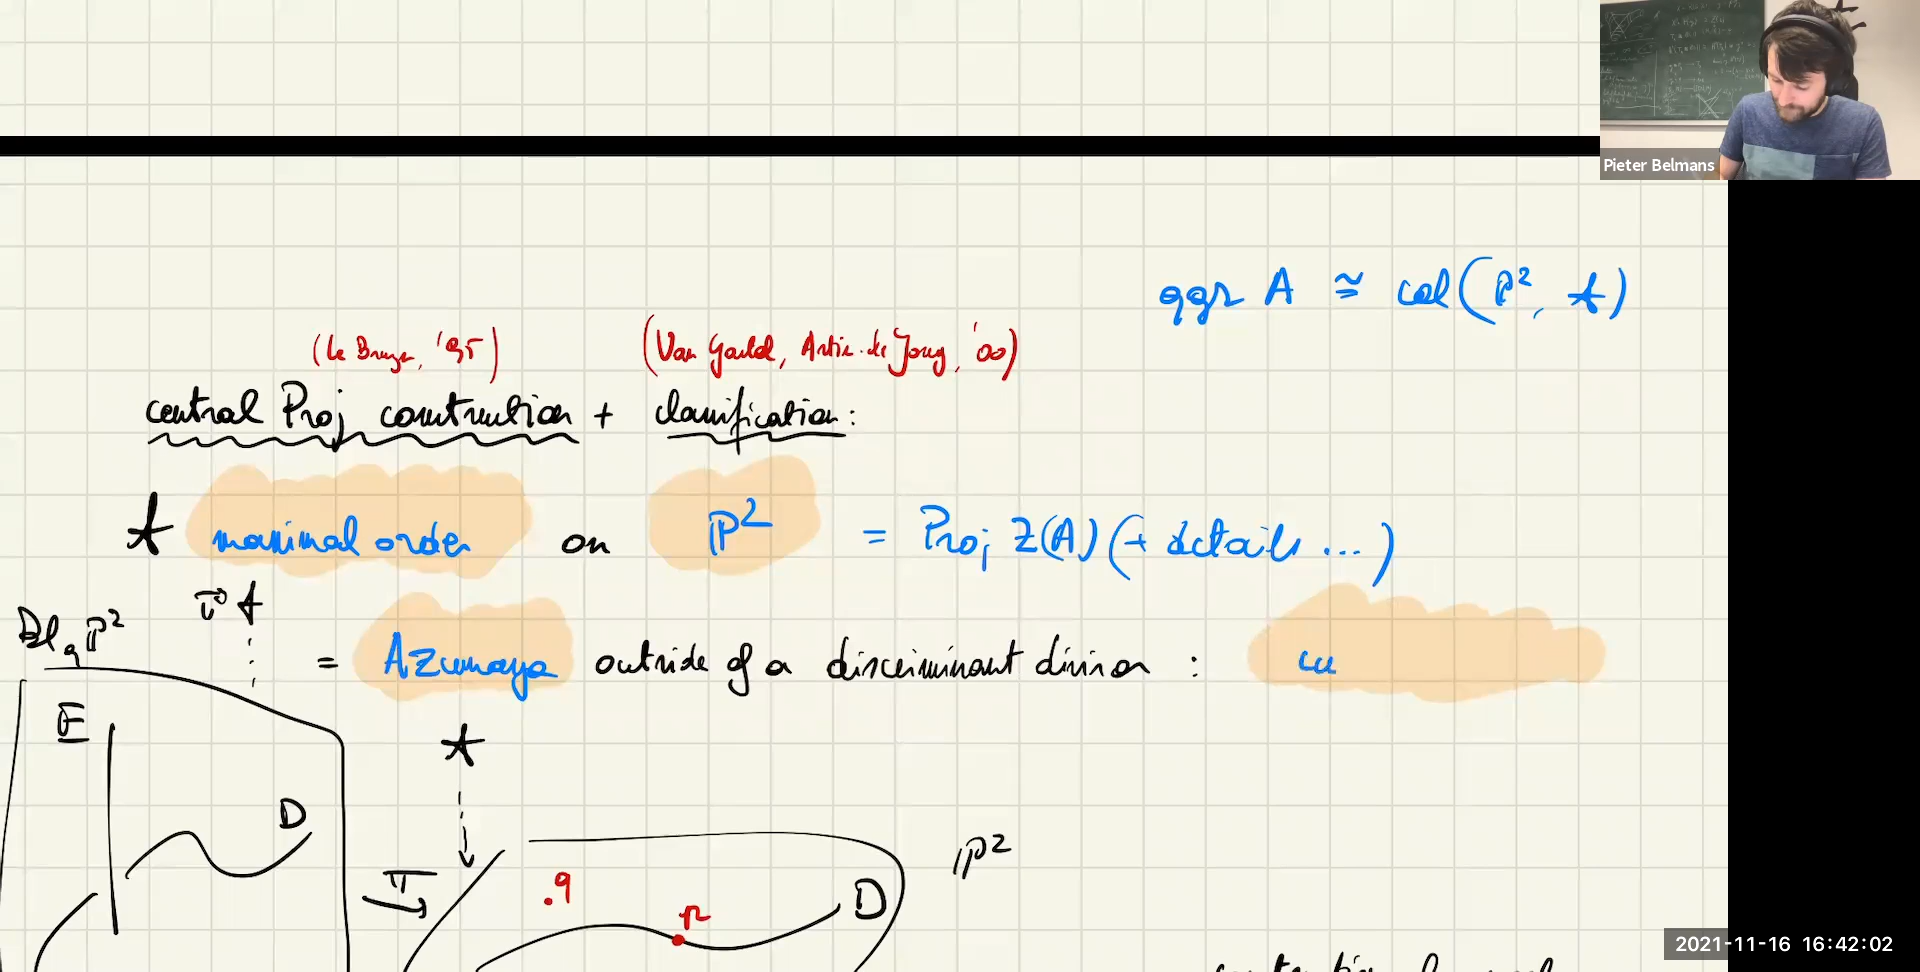 Pieter Belmans
qgr A ≅ coh(P², A)
(Le Bruyn, '95) (Van Gastel, Artin-de Jong, '00)
central Proj construction + classification:
A maximal order on P² = Proj Z(A) (+ details ...)
Bl_q P² π*A
= Azumaya outside of a discriminant divisor : cu
E
A
D
P²
π
.q
p
D
2021-11-16 16:42:02